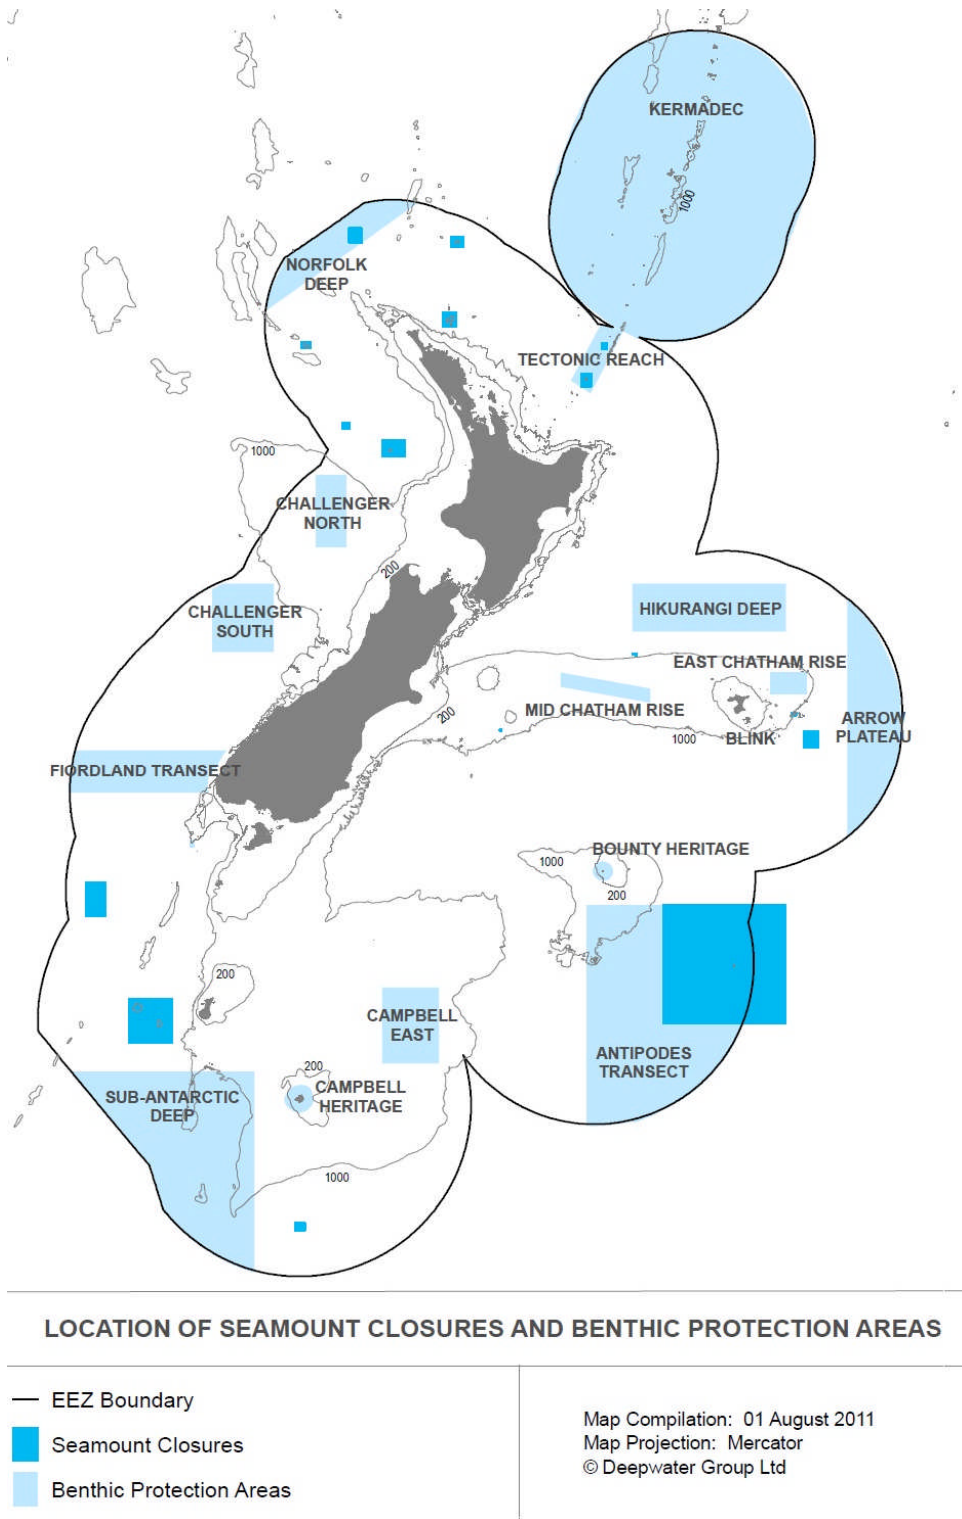 KERMADEC
1000
NORFOLK
DEEP
TECTONIC REACH
1000
CHALLENGER
NORTH
200
CHALLENGER
SOUTH
HIKURANGI DEEP
EAST CHATHAM RISE
MID CHATHAM RISE
200
1000
BLINK
ARROW
PLATEAU
FIORDLAND TRANSECT
BOUNTY HERITAGE
1000
200
200
CAMPBELL
EAST
ANTIPODES
TRANSECT
200
SUB-ANTARCTIC
DEEP
CAMPBELL
HERITAGE
1000
LOCATION OF SEAMOUNT CLOSURES AND BENTHIC PROTECTION AREAS
EEZ Boundary
Seamount Closures
Benthic Protection Areas
Map Compilation: 01 August 2011
Map Projection: Mercator
© Deepwater Group Ltd